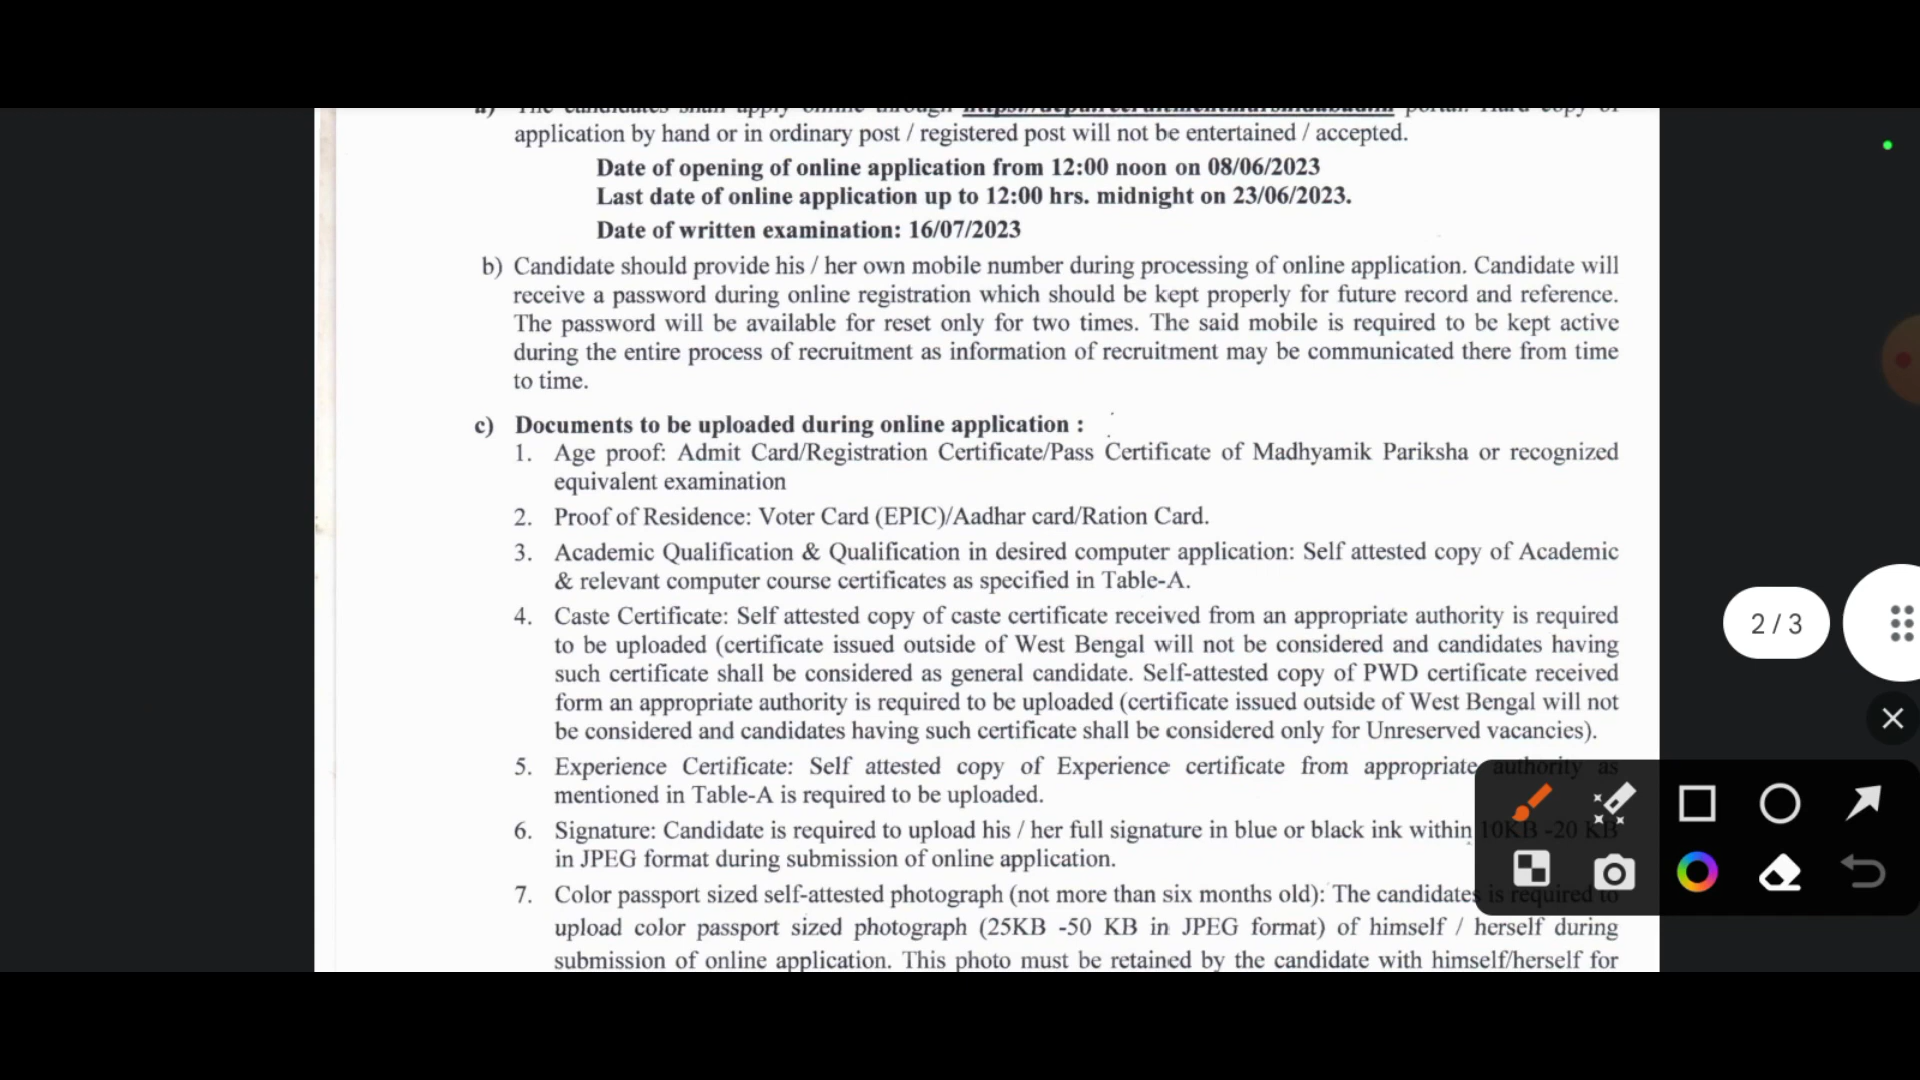 a) The candidates shall apply online through portal. Hard copy of
application by hand or in ordinary post / registered post will not be entertained / accepted.
Date of opening of online application from 12:00 noon on 08/06/2023
Last date of online application up to 12:00 hrs. midnight on 23/06/2023.
Date of written examination: 16/07/2023
b) Candidate should provide his / her own mobile number during processing of online application. Candidate will
receive a password during online registration which should be kept properly for future record and reference.
The password will be available for reset only for two times. The said mobile is required to be kept active
during the entire process of recruitment as information of recruitment may be communicated there from time
to time.
c) Documents to be uploaded during online application :
1. Age proof: Admit Card/Registration Certificate/Pass Certificate of Madhyamik Pariksha or recognized
equivalent examination
2. Proof of Residence: Voter Card (EPIC)/Aadhar card/Ration Card.
3. Academic Qualification & Qualification in desired computer application: Self attested copy of Academic
& relevant computer course certificates as specified in Table-A.
4. Caste Certificate: Self attested copy of caste certificate received from an appropriate authority is required
to be uploaded (certificate issued outside of West Bengal will not be considered and candidates having
such certificate shall be considered as general candidate. Self-attested copy of PWD certificate received
form an appropriate authority is required to be uploaded (certificate issued outside of West Bengal will not
be considered and candidates having such certificate shall be considered only for Unreserved vacancies).
5. Experience Certificate: Self attested copy of Experience certificate from appropriate authority as
mentioned in Table-A is required to be uploaded.
6. Signature: Candidate is required to upload his / her full signature in blue or black ink within 10KB -20 KB
in JPEG format during submission of online application.
7. Color passport sized self-attested photograph (not more than six months old): The candidates is required to
upload color passport sized photograph (25KB -50 KB in JPEG format) of himself / herself during
submission of online application. This photo must be retained by the candidate with himself/herself for
2 / 3